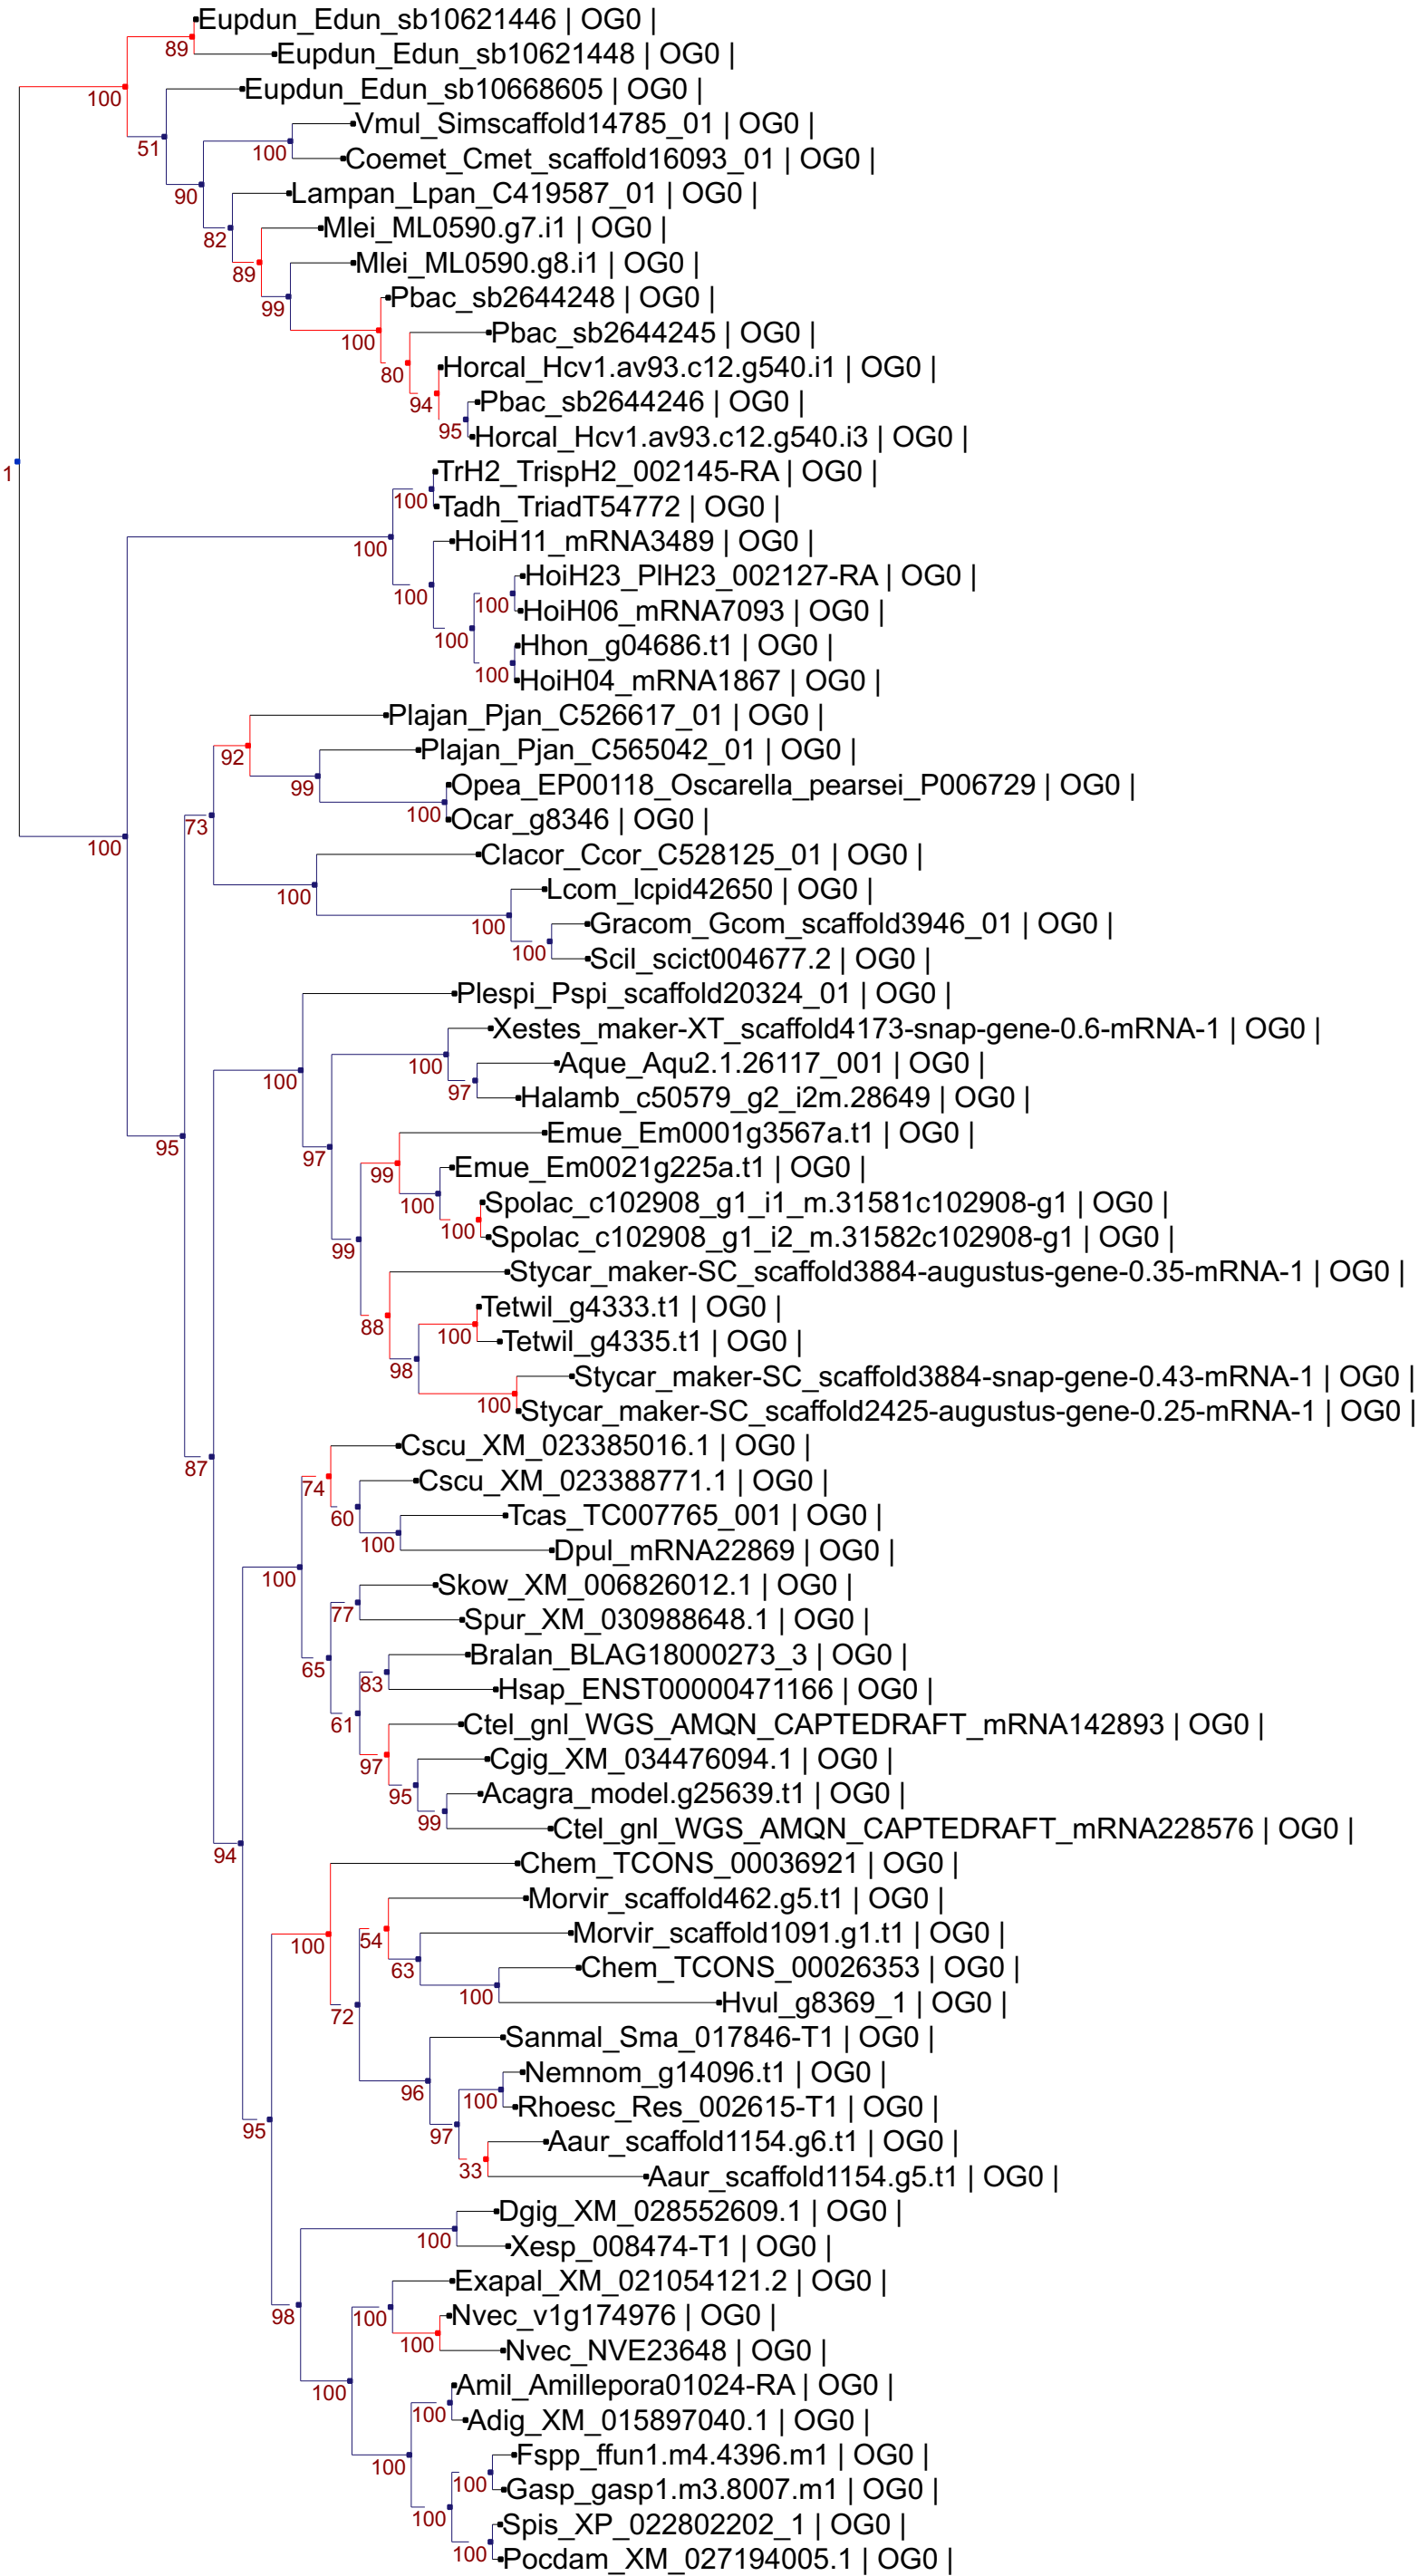 Eupdun_Edun_sb10621446 | OG0 |
89
Eupdun_Edun_sb10621448 | OG0 |
Eupdun_Edun_sb10668605 | OG0 |
100
Vmul_Simscaffold14785_01 | OG0 |
51
100
Coemet_Cmet_scaffold16093_01 | OG0 |
90
Lampan_Lpan_C419587_01 | OG0 |
Mlei_ML0590.g7.i1 | OG0 |
82
Mlei_ML0590.g8.i1 | OG0 |
89
Pbac_sb2644248 | OG0 |
99
Pbac_sb2644245 | OG0 |
100
Horcal_Hcv1.av93.c12.g540.i1 | OG0 |
80
Pbac_sb2644246 | OG0 |
94
Horcal_Hcv1.av93.c12.g540.i3 | OG0 |
95
1
TrH2_TrispH2_002145-RA | OG0 |
100
Tadh_TriadT54772 | OG0 |
HoiH11_mRNA3489 | OG0 |
100
HoiH23_PlH23_002127-RA | OG0 |
100
100
HoiH06_mRNA7093 | OG0 |
100
Hhon_g04686.t1 | OG0 |
100
HoiH04_mRNA1867 | OG0 |
Plajan_Pjan_C526617_01 | OG0 |
92
Plajan_Pjan_C565042_01 | OG0 |
99
Opea_EP00118_Oscarella_pearsei_P006729 | OG0 |
100
Ocar_g8346 | OG0 |
73
100
Clacor_Ccor_C528125_01 | OG0 |
100
Lcom_lcpid42650 | OG0 |
100
Gracom_Gcom_scaffold3946_01 | OG0 |
100
Scil_scict004677.2 | OG0 |
Plespi_Pspi_scaffold20324_01 | OG0 |
Xestes_maker-XT_scaffold4173-snap-gene-0.6-mRNA-1 | OG0 |
100
Aque_Aqu2.1.26117_001 | OG0 |
100
97
Halamb_c50579_g2_i2m.28649 | OG0 |
Emue_Em0001g3567a.t1 | OG0 |
95
97
99
Emue_Em0021g225a.t1 | OG0 |
100
Spolac_c102908_g1_i1_m.31581c102908-g1 | OG0 |
100
Spolac_c102908_g1_i2_m.31582c102908-g1 | OG0 |
99
Stycar_maker-SC_scaffold3884-augustus-gene-0.35-mRNA-1 | OG0 |
Tetwil_g4333.t1 | OG0 |
88
100
Tetwil_g4335.t1 | OG0 |
98
Stycar_maker-SC_scaffold3884-snap-gene-0.43-mRNA-1 | OG0 |
100
Stycar_maker-SC_scaffold2425-augustus-gene-0.25-mRNA-1 | OG0 |
Cscu_XM_023385016.1 | OG0 |
87
74
Cscu_XM_023388771.1 | OG0 |
60
Tcas_TC007765_001 | OG0 |
100
Dpul_mRNA22869 | OG0 |
100
Skow_XM_006826012.1 | OG0 |
77
Spur_XM_030988648.1 | OG0 |
Bralan_BLAG18000273_3 | OG0 |
65
83
Hsap_ENST00000471166 | OG0 |
61
Ctel_gnl_WGS_AMQN_CAPTEDRAFT_mRNA142893 | OG0 |
97
Cgig_XM_034476094.1 | OG0 |
95
Acagra_model.g25639.t1 | OG0 |
99
Ctel_gnl_WGS_AMQN_CAPTEDRAFT_mRNA228576 | OG0 |
94
Chem_TCONS_00036921 | OG0 |
Morvir_scaffold462.g5.t1 | OG0 |
100
54
Morvir_scaffold1091.g1.t1 | OG0 |
63
Chem_TCONS_00026353 | OG0 |
100
Hvul_g8369_1 | OG0 |
72
Sanmal_Sma_017846-T1 | OG0 |
Nemnom_g14096.t1 | OG0 |
96
100
Rhoesc_Res_002615-T1 | OG0 |
95
97
Aaur_scaffold1154.g6.t1 | OG0 |
33
Aaur_scaffold1154.g5.t1 | OG0 |
Dgig_XM_028552609.1 | OG0 |
100
Xesp_008474-T1 | OG0 |
Exapal_XM_021054121.2 | OG0 |
98
100
Nvec_v1g174976 | OG0 |
100
Nvec_NVE23648 | OG0 |
100
Amil_Amillepora01024-RA | OG0 |
100
Adig_XM_015897040.1 | OG0 |
100
Fspp_ffun1.m4.4396.m1 | OG0 |
100
Gasp_gasp1.m3.8007.m1 | OG0 |
100
Spis_XP_022802202_1 | OG0 |
100
Pocdam_XM_027194005.1 | OG0 |